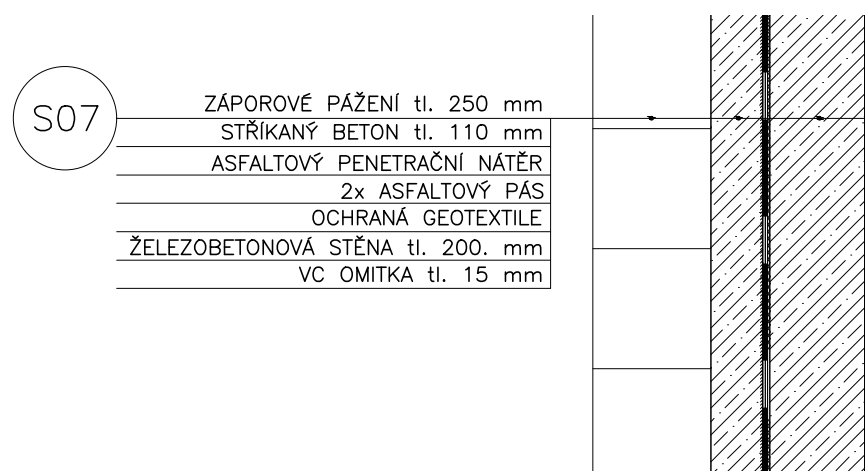 S07
ZÁPOROVÉ PÁŽENÍ tl. 250 mm
STŘÍKANÝ BETON tl. 110 mm
ASFALTOVÝ PENETRAČNÍ NÁTĚR
2x ASFALTOVÝ PÁS
OCHRANÁ GEOTEXTILE
ŽELEZOBETONOVÁ STĚNA tl. 200. mm
VC OMITKA tl. 15 mm